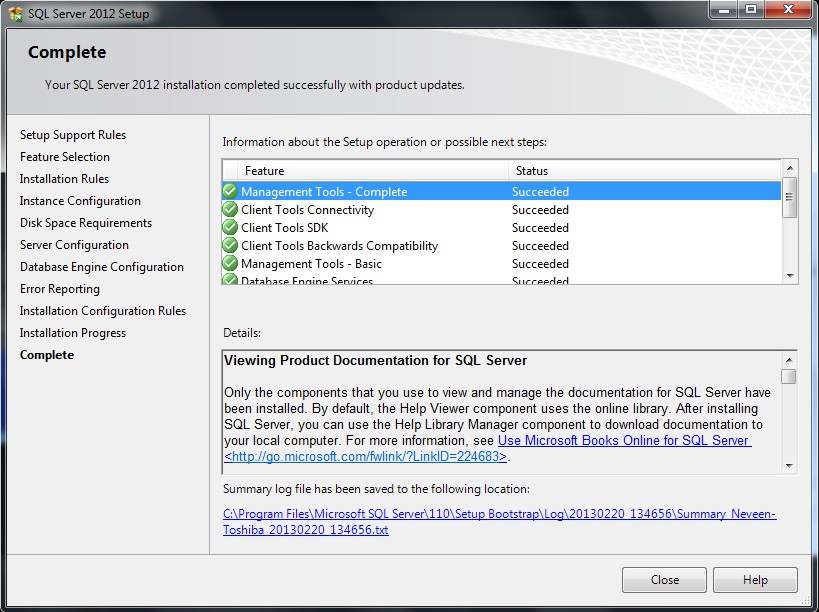 SQL Server 2012 Setup
Complete
Your SQL Server 2012 installation completed successfully with product updates.
Setup Support Rules
Feature Selection
Installation Rules
Instance Configuration
Disk Space Requirements
Server Configuration
Database Engine Configuration
Error Reporting
Installation Configuration Rules
Installation Progress
Complete
Information about the Setup operation or possible next steps:
Feature Status
Management Tools - Complete Succeeded
Client Tools Connectivity Succeeded
Client Tools SDK Succeeded
Client Tools Backwards Compatibility Succeeded
Management Tools - Basic Succeeded
Database Engine Services Succeeded
Details:
Viewing Product Documentation for SQL Server
Only the components that you use to view and manage the documentation for SQL Server have
been installed. By default, the Help Viewer component uses the online library. After installing
SQL Server, you can use the Help Library Manager component to download documentation to
your local computer. For more information, see Use Microsoft Books Online for SQL Server
<http://go.microsoft.com/fwlink/?LinkID=224683>.
Summary log file has been saved to the following location:
C:\Program Files\Microsoft SQL Server\110\Setup Bootstrap\Log\20130220_134656\Summary_Neveen-
Toshiba_20130220_134656.txt
Close Help